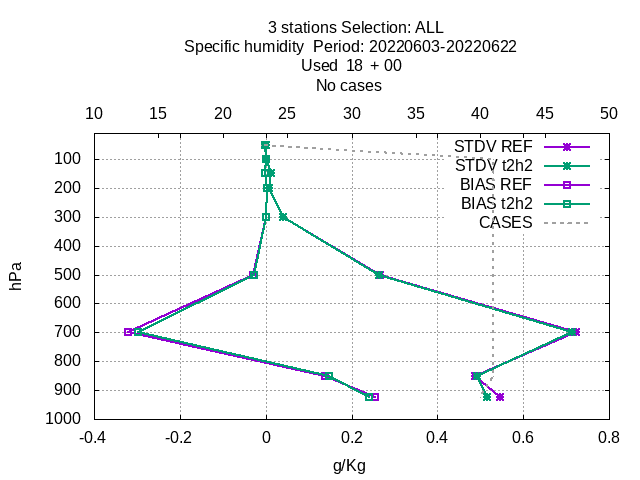 3 stations Selection: ALL
Specific humidity  Period: 20220603-20220622
Used  18  + 00
No cases
10 15 20 25 30 35 40 45 50
STDV REF
STDV t2h2
BIAS REF
BIAS t2h2
CASES
100
200
300
400
500
600
700
800
900
1000
hPa
-0.4 -0.2 0 0.2 0.4 0.6 0.8
g/Kg